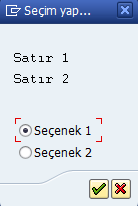 Seçim yap...
Satır 1
Satır 2
Seçenek 1
Seçenek 2